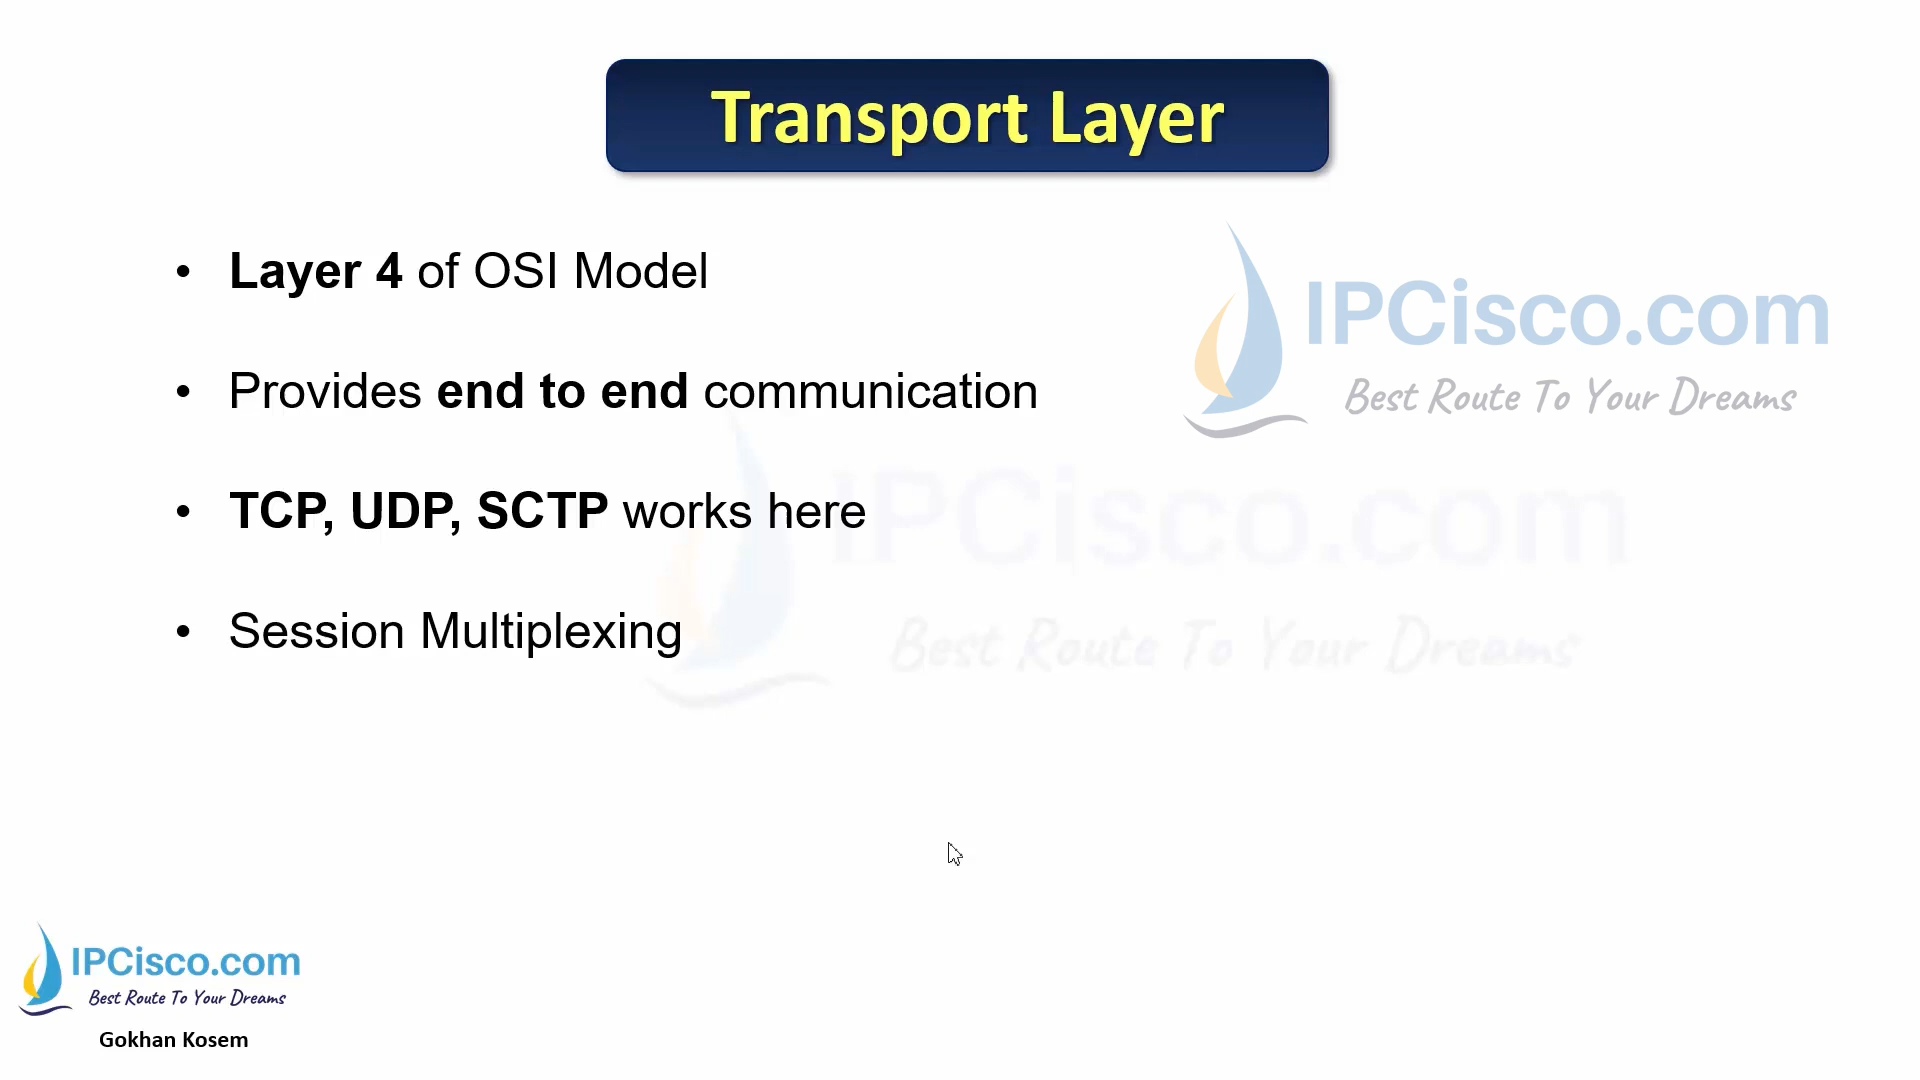 Transport Layer
• Layer 4 of OSI Model
• Provides end to end communication
• TCP, UDP, SCTP works here
• Session Multiplexing
IPCisco.com
Best Route To Your Dreams
IPCisco.com
Best Route To Your Dreams
IPCisco.com
Best Route To Your Dreams
Gokhan Kosem